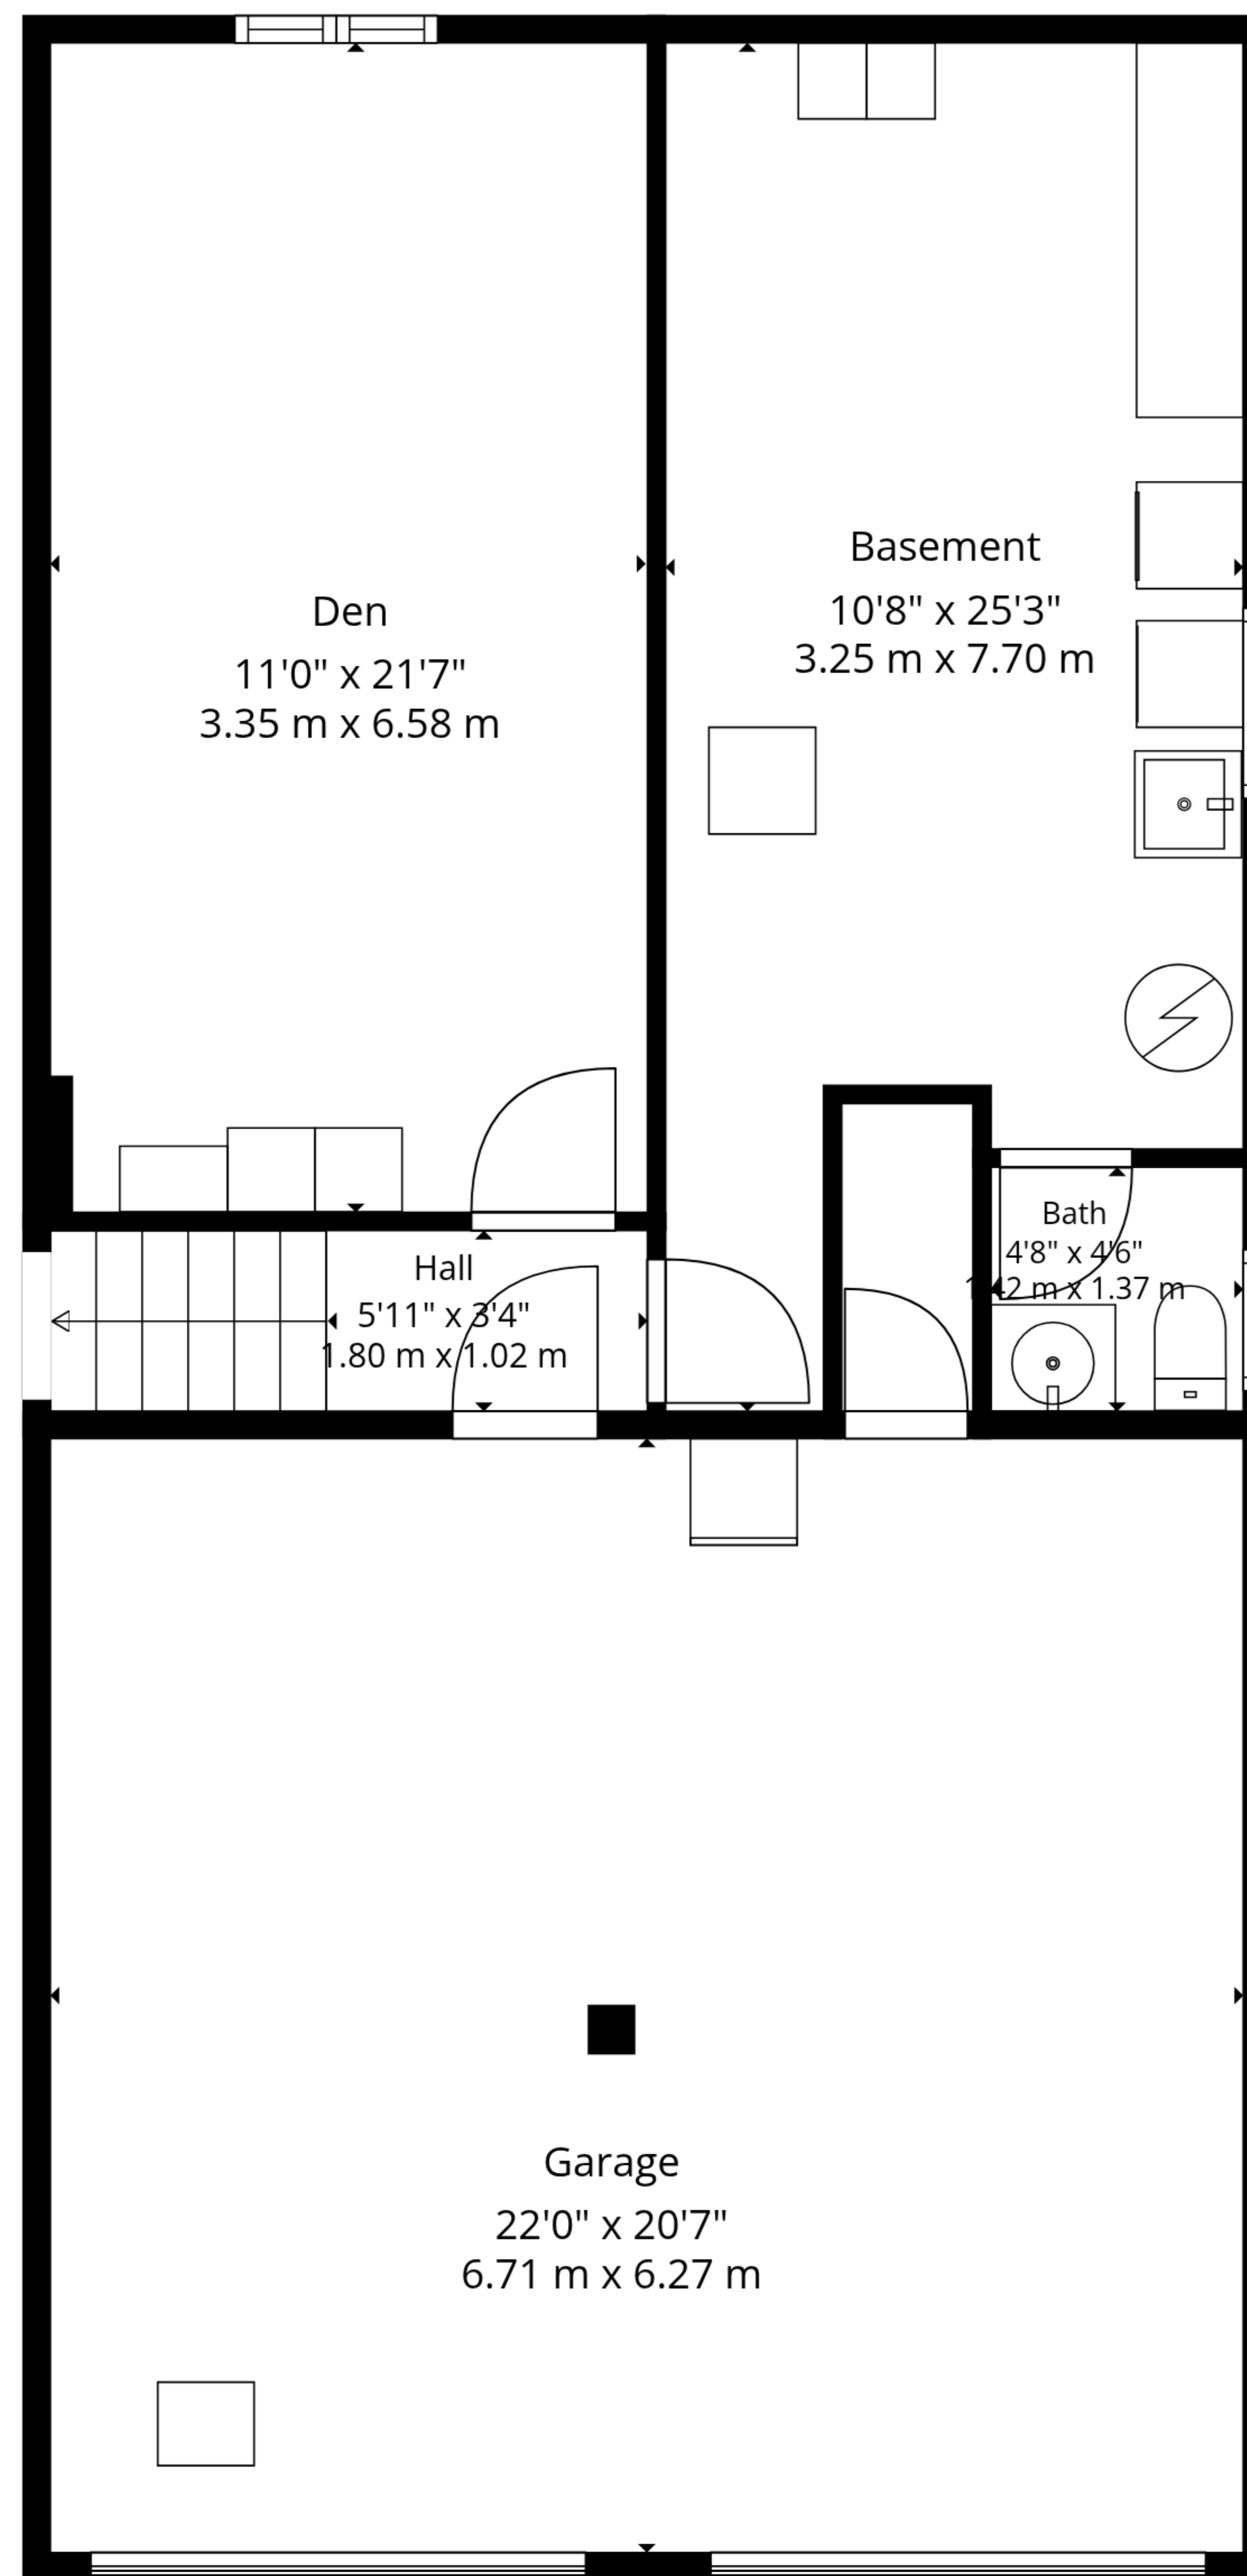 Den
11'0" x 21'7"
3.35 m x 6.58 m
Basement
10'8" x 25'3"
3.25 m x 7.70 m
Hall
5'11" x 3'4"
1.80 m x 1.02 m
Bath
4'8" x 4'6"
1.42 m x 1.37 m
Garage
22'0" x 20'7"
6.71 m x 6.27 m